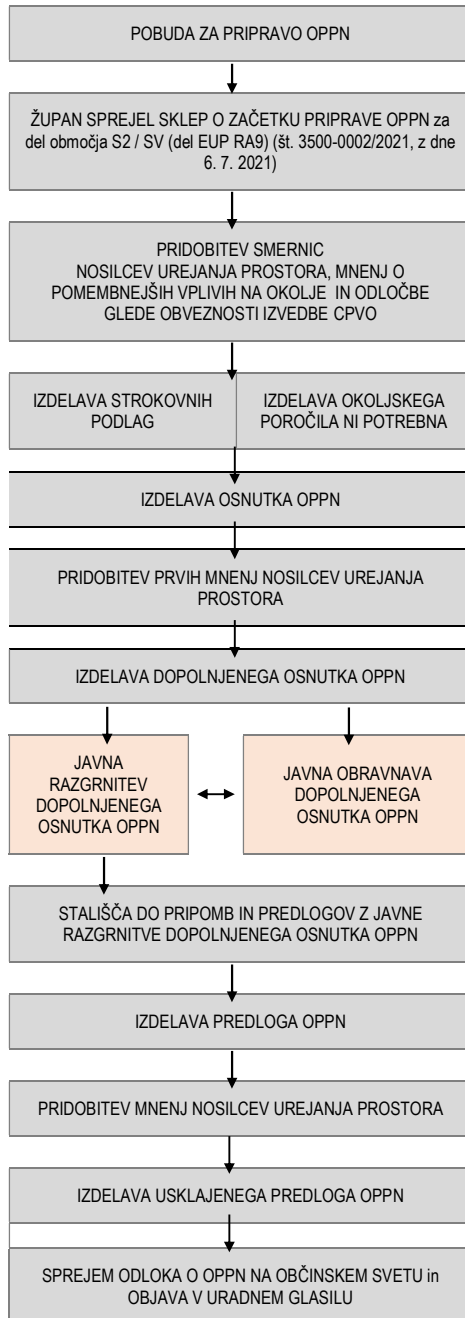 POBUDA ZA PRIPRAVO OPPN
ŽUPAN SPREJEL SKLEP O ZAČETKU PRIPRAVE OPPN za
del območja S2 / SV (del EUP RA9) (št. 3500-0002/2021, z dne
6. 7. 2021)
PRIDOBITEV SMERNIC
NOSILCEV UREJANJA PROSTORA, MNENJ O
POMEMBNEJŠIH VPLIVIH NA OKOLJE IN ODLOČBE
GLEDE OBVEZNOSTI IZVEDBE CPVO
IZDELAVA STROKOVNIH
PODLAG
IZDELAVA OKOLJSKEGA
POROČILA NI POTREBNA
IZDELAVA OSNUTKA OPPN
PRIDOBITEV PRVIH MNENJ NOSILCEV UREJANJA
PROSTORA
IZDELAVA DOPOLNJENEGA OSNUTKA OPPN
JAVNA
RAZGRNITEV
DOPOLNJENEGA
OSNUTKA OPPN
JAVNA OBRAVNAVA
DOPOLNJENEGA
OSNUTKA OPPN
STALIŠČA DO PRIPOMB IN PREDLOGOV Z JAVNE
RAZGRNITVE DOPOLNJENEGA OSNUTKA OPPN
IZDELAVA PREDLOGA OPPN
PRIDOBITEV MNENJ NOSILCEV UREJANJA PROSTORA
IZDELAVA USKLAJENEGA PREDLOGA OPPN
SPREJEM ODLOKA O OPPN NA OBČINSKEM SVETU in
OBJAVA V URADNEM GLASILU